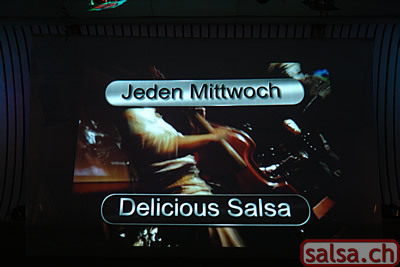 Jeden Mittwoch
Delicious Salsa
salsa.ch